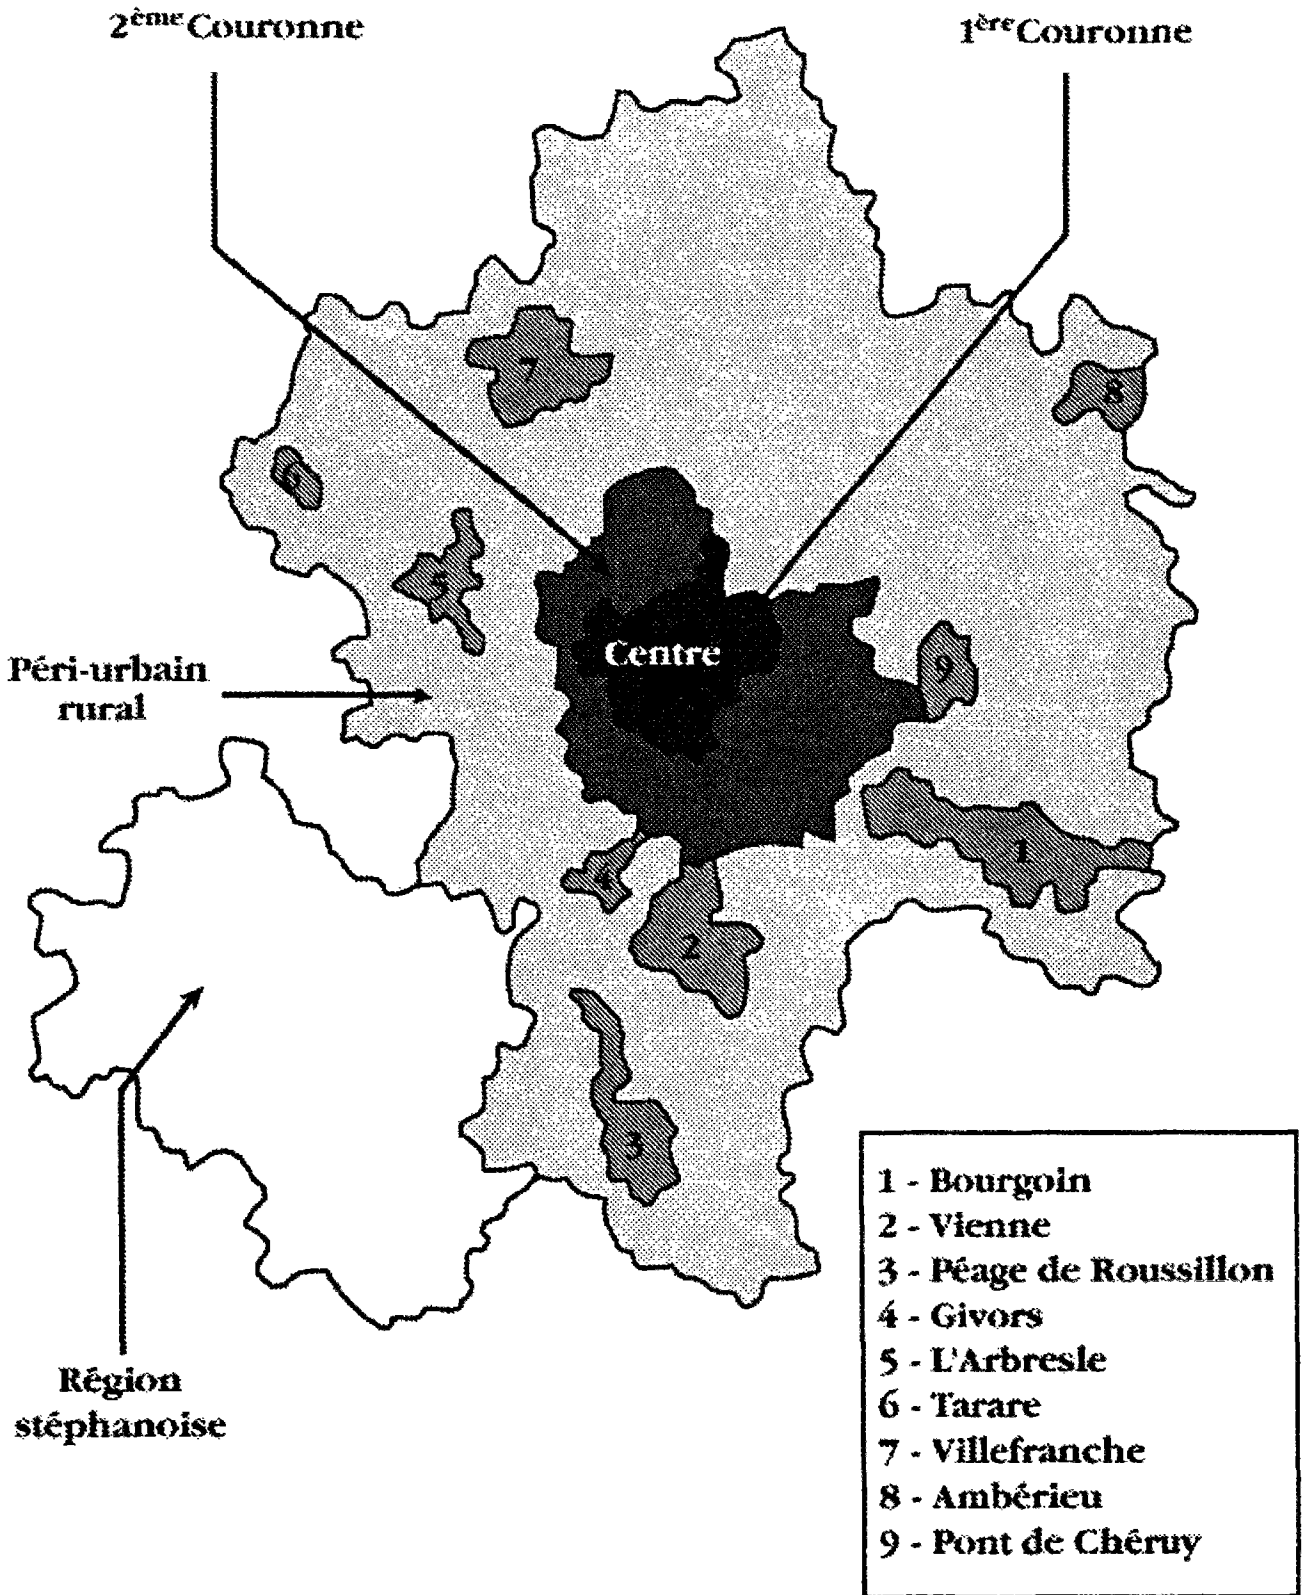 2ème Couronne
1ère Couronne
7
8
6
5
Centre
9
Péri-urbain
rural
1
4
2
3
Région
stéphanoise
1 - Bourgoin
2 - Vienne
3 - Péage de Roussillon
4 - Givors
5 - L'Arbresle
6 - Tarare
7 - Villefranche
8 - Ambérieu
9 - Pont de Chéruy